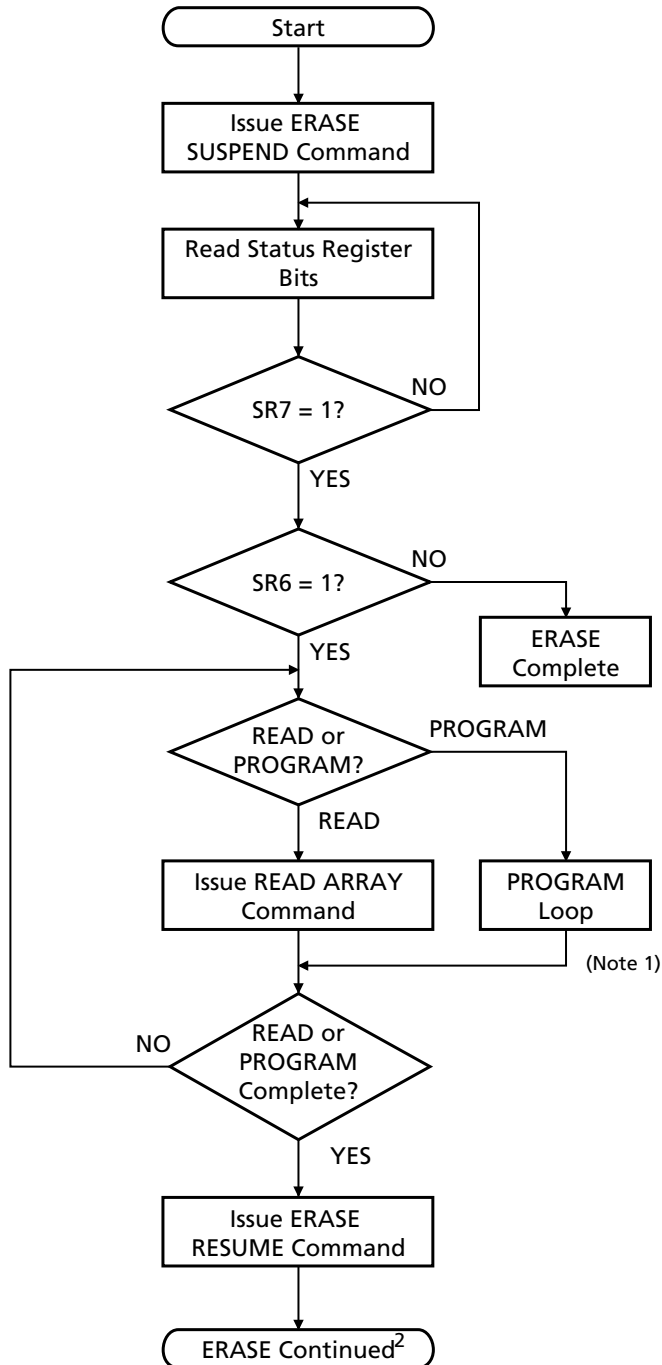 Start
Issue ERASE
SUSPEND Command
Read Status Register
Bits
NO
SR7 = 1?
YES
NO
SR6 = 1?
YES
ERASE
Complete
READ or
PROGRAM?
PROGRAM
READ
Issue READ ARRAY
Command
PROGRAM
Loop
(Note 1)
NO
READ or
PROGRAM
Complete?
YES
Issue ERASE
RESUME Command
ERASE Continued²